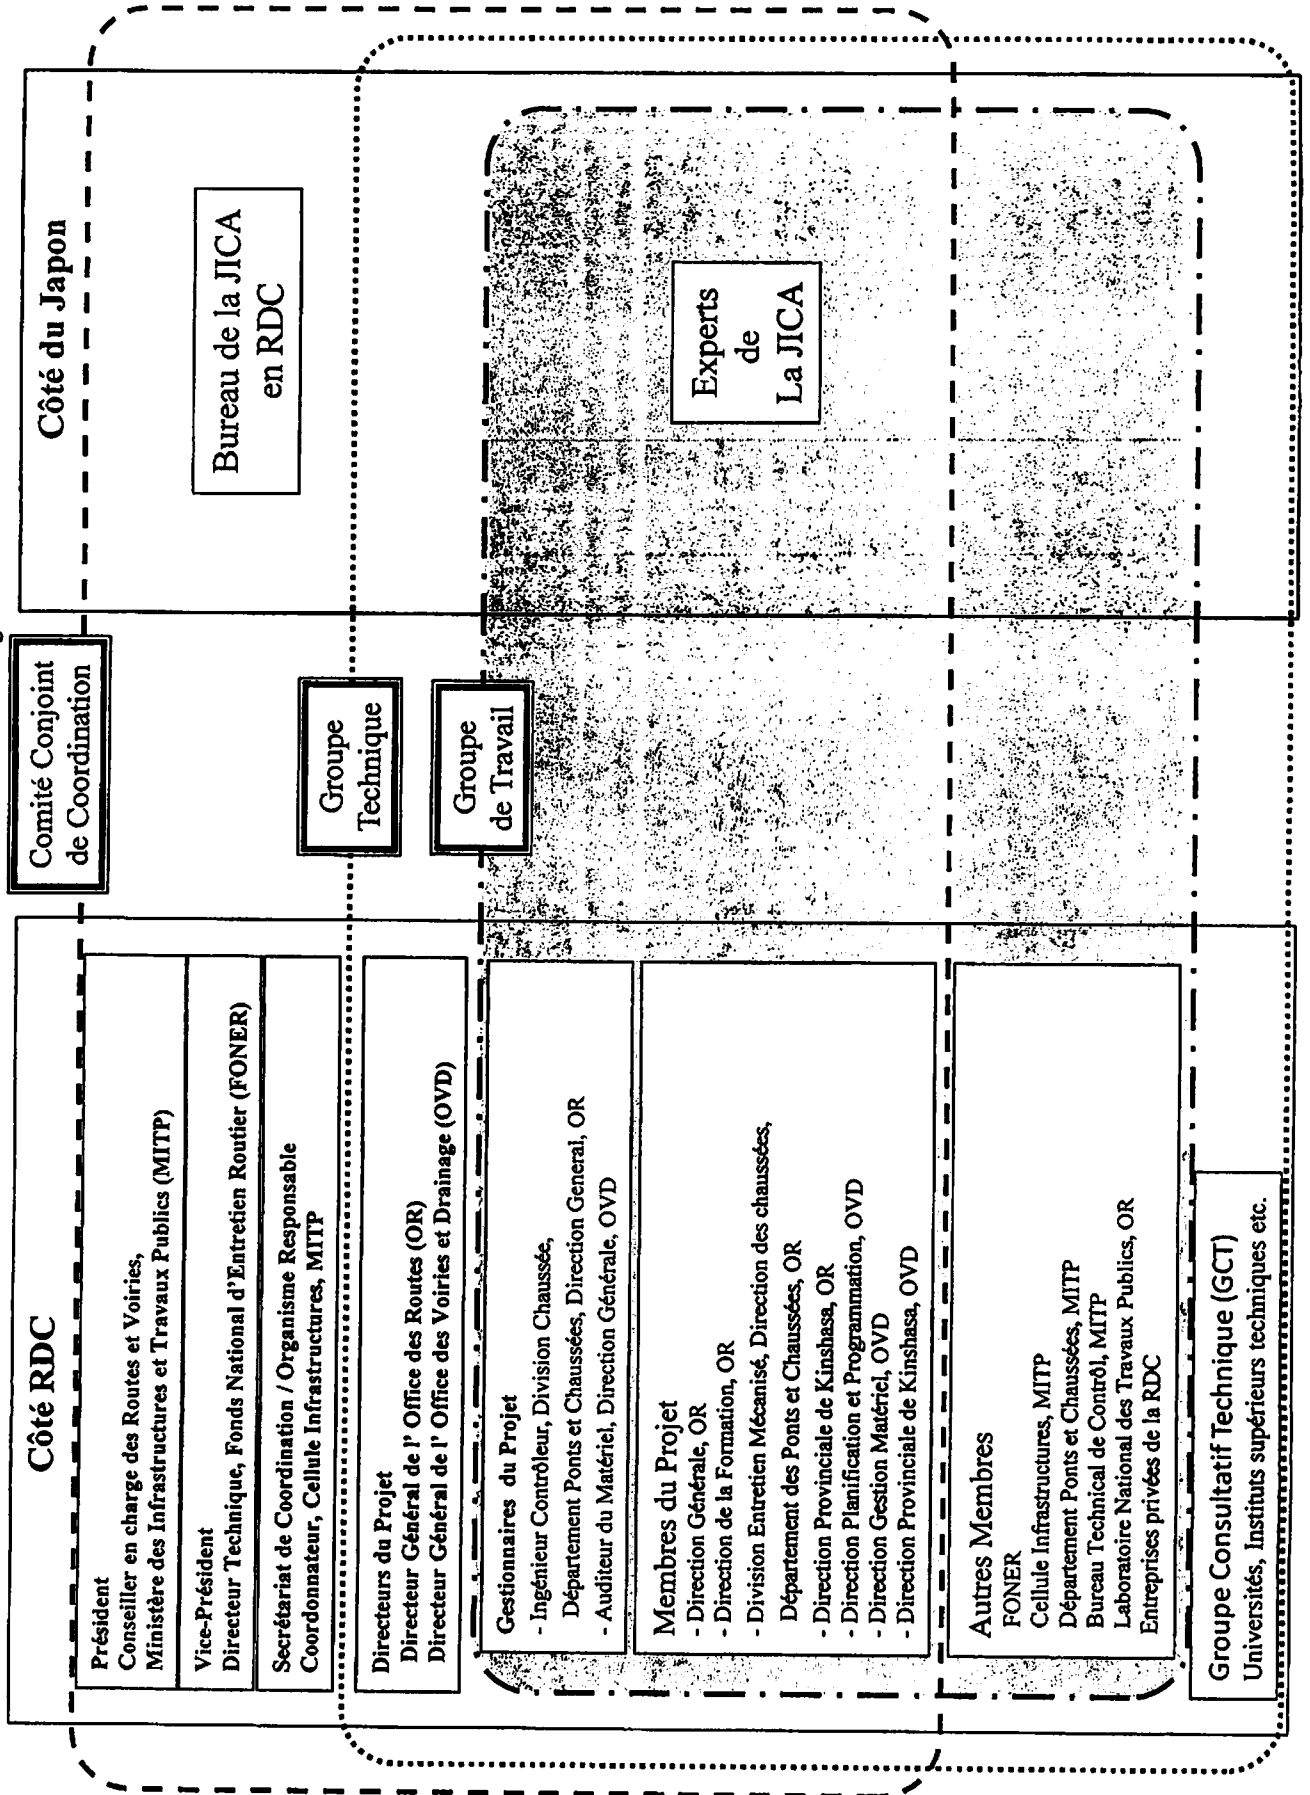 Comité Conjoint
de Coordination
Côté RDC
Côté du Japon
Président
Conseiller en charge des Routes et Voiries,
Ministère des Infrastructures et Travaux Publics (MITP)
Vice-Président
Directeur Technique, Fonds National d'Entretien Routier (FONER)
Secrétariat de Coordination / Organisme Responsable
Coordonnateur, Cellule Infrastructures, MITP
Bureau de la JICA
en RDC
Groupe
Technique
Directeurs du Projet
Directeur Général de l' Office des Routes (OR)
Directeur Général de l' Office des Voiries et Drainage (OVD)
Groupe
de Travail
Gestionnaires du Projet
- Ingénieur Contrôleur, Division Chaussée,
Département Ponts et Chaussées, Direction General, OR
- Auditeur du Matériel, Direction Générale, OVD
Membres du Projet
- Direction Générale, OR
- Direction de la Formation, OR
- Division Entretien Mécanisé, Direction des chaussées,
Département des Ponts et Chaussées, OR
- Direction Provinciale de Kinshasa, OR
- Direction Planification et Programmation, OVD
- Direction Gestion Matériel, OVD
- Direction Provinciale de Kinshasa, OVD
Experts
de
La JICA
Autres Membres
FONER
Cellule Infrastructures, MITP
Département Ponts et Chaussées, MITP
Bureau Technical de Contrôl, MITP
Laboratoire National des Travaux Publics, OR
Entreprises privées de la RDC
Groupe Consultatif Technique (GCT)
Universités, Instituts supérieurs techniques etc.